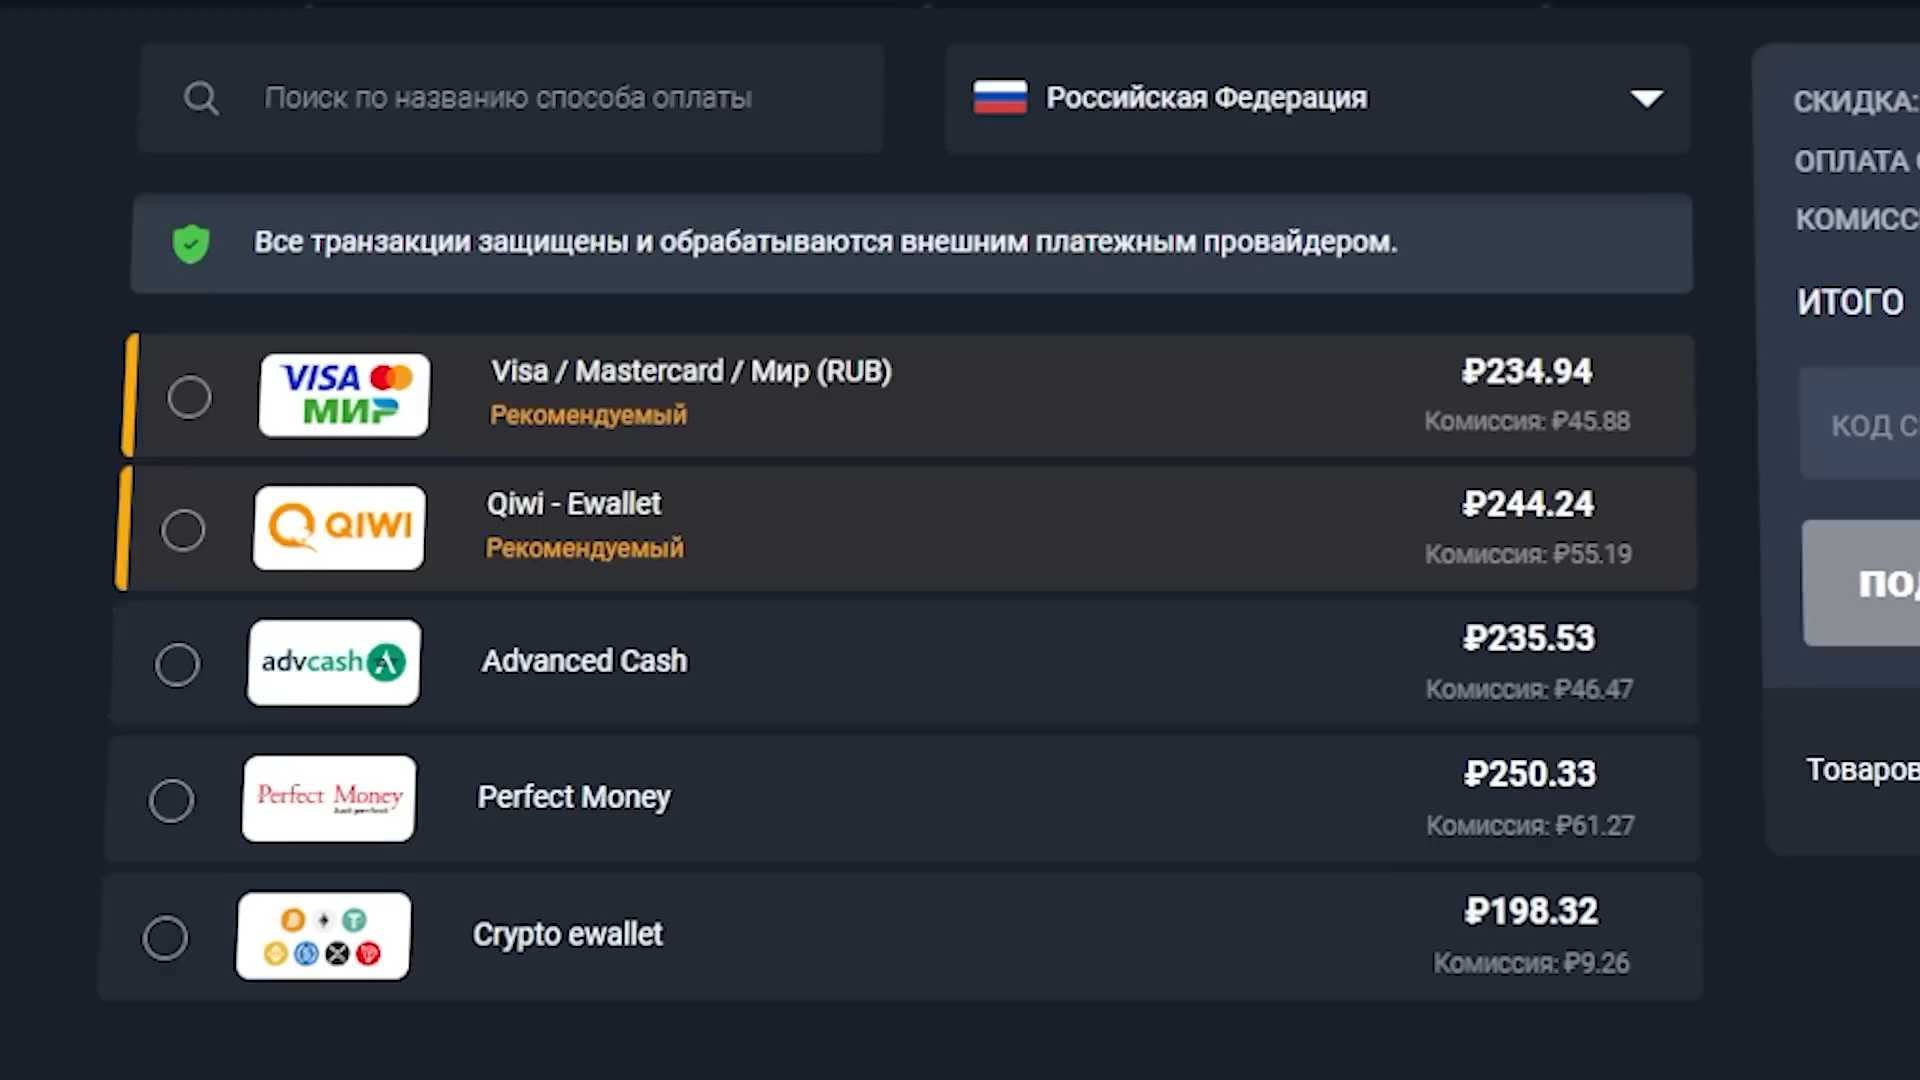 Поиск по названию способа оплаты
Российская Федерация
Все транзакции защищены и обрабатываются внешним платежным провайдером.
VISA
МИР
Visa / Mastercard / Мир (RUB)
Рекомендуемый
₽234.94
Комиссия: ₽45.88
QIWI
Qiwi - Ewallet
Рекомендуемый
₽244.24
Комиссия: ₽55.19
advcash
Advanced Cash
₽235.53
Комиссия: ₽46.47
Perfect Money
Perfect Money
₽250.33
Комиссия: ₽61.27
Crypto ewallet
₽198.32
Комиссия: ₽9.26
СКИДКА:
ОПЛАТА
КОМИСС
ИТОГО
КОД С
ПОД
Товаров